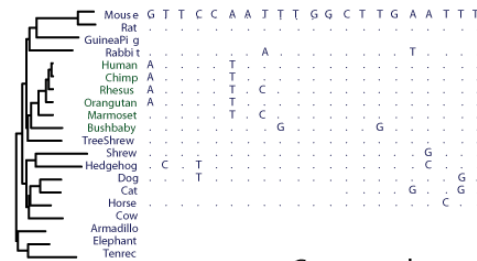 Mouse G T T C C A A T T T G G C T T G A A T T T
Rat . . . . . . . . . . . . . . . . . . . .
GuineaPig . . . . . . . . . . . . . . . . . . . .
Rabbit . . . . . . . A . . . . . . . . T . . .
Human A . . . . T . . . . . . . . . . . . . .
Chimp A . . . . T . . . . . . . . . . . . . .
Rhesus A . . . . T . C . . . . . . . . . . . .
Orangutan A . . . . T . . . . . . . . . . . . . .
Marmoset . . . . . T . C . . . . . . . . . . . .
Bushbaby . . . . . . . . G . . . . . G . . . . .
TreeShrew . . . . . . . . . . . . . . . . . . . .
Shrew . . . . . . . . . . . . . . . . . G . .
Hedgehog . C . T . . . . . . . . . . . . . C . .
Dog . . . T . . . . . . . . . . . . . . . G
Cat . . . . G . . G
Horse . . . . . . . . . . . . . . . . . . C .
Cow
Armadillo
Elephant
Tenrec